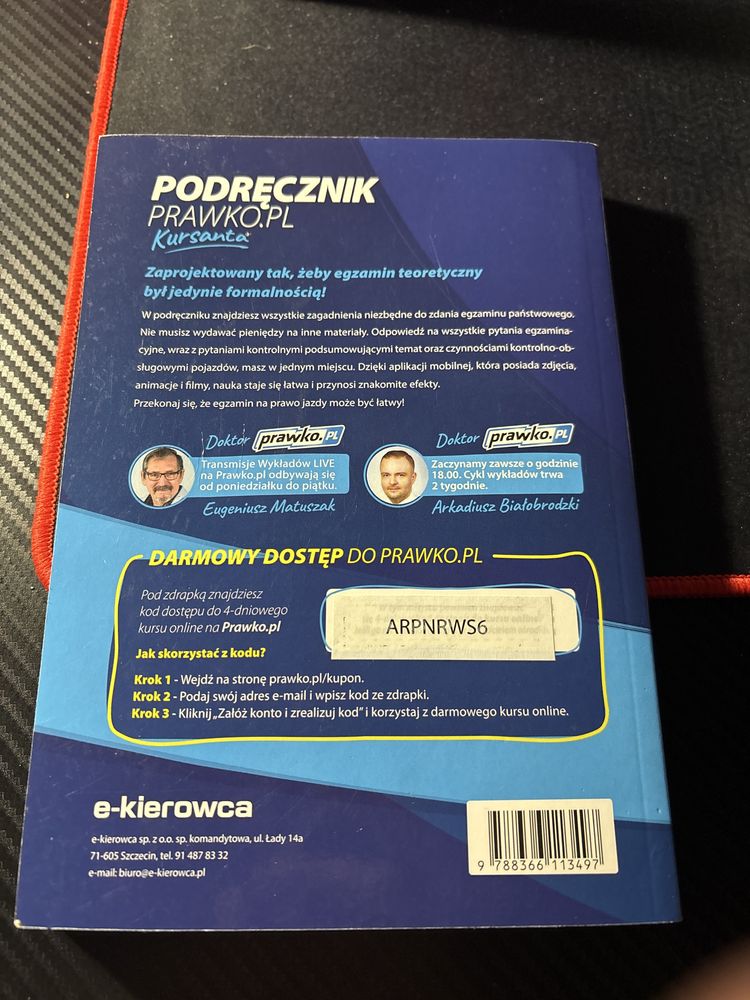 PODRĘCZNIK
PRAWKO.PL
Kursanta
Zaprojektowany tak, żeby egzamin teoretyczny
był jedynie formalnością!
W podręczniku znajdziesz wszystkie zagadnienia niezbędne do zdania egzaminu państwowego.
Nie musisz wydawać pieniędzy na inne materiały. Odpowiedź na wszystkie pytania egzamina-
cyjne, wraz z pytaniami kontrolnymi podsumowującymi temat oraz czynnościami kontrolno-ob-
sługowymi pojazdów, masz w jednym miejscu. Dzięki aplikacji mobilnej, która posiada zdjęcia,
animacje i filmy, nauka staje się łatwa i przynosi znakomite efekty.
Przekonaj się, że egzamin na prawo jazdy może być łatwy!
Doktor prawko.PL
Transmisje Wykładów LIVE
na Prawko.pl odbywają się
od poniedziałku do piątku.
Eugeniusz Matuszak
Doktor prawko.PL
Zaczynamy zawsze o godzinie
18.00. Cykl wykładów trwa
2 tygodnie.
Arkadiusz Białobrodzki
DARMOWY DOSTĘP DO PRAWKO.PL
Pod zdrapką znajdziesz
kod dostępu do 4-dniowego
kursu online na Prawko.pl
ARPNRWS6
Jak skorzystać z kodu?
Krok 1 - Wejdź na stronę prawko.pl/kupon.
Krok 2 - Podaj swój adres e-mail i wpisz kod ze zdrapki.
Krok 3 - Kliknij „Załóż konto i zrealizuj kod" i korzystaj z darmowego kursu online.
e-kierowca
e-kierowca sp. z o.o. sp. komandytowa, ul. Łady 14a
71-605 Szczecin, tel. 91 487 83 32
e-mail: biuro@e-kierowca.pl
9 788366 113497